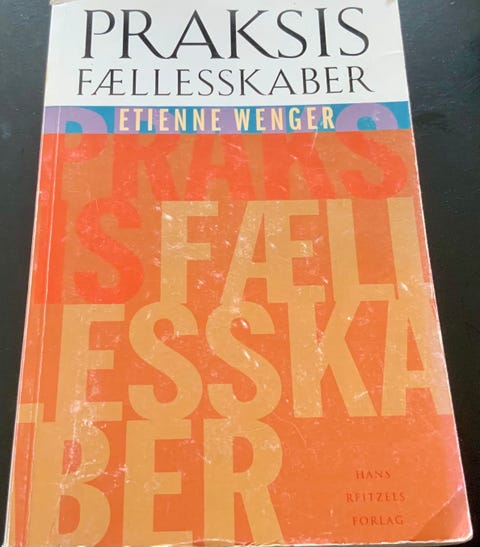 PRAKSIS
FÆLLESSKABER
ETIENNE WENGER
PRAKS
IS FÆLL
ESSKA
BER
HANS
REITZELS
FORLAG